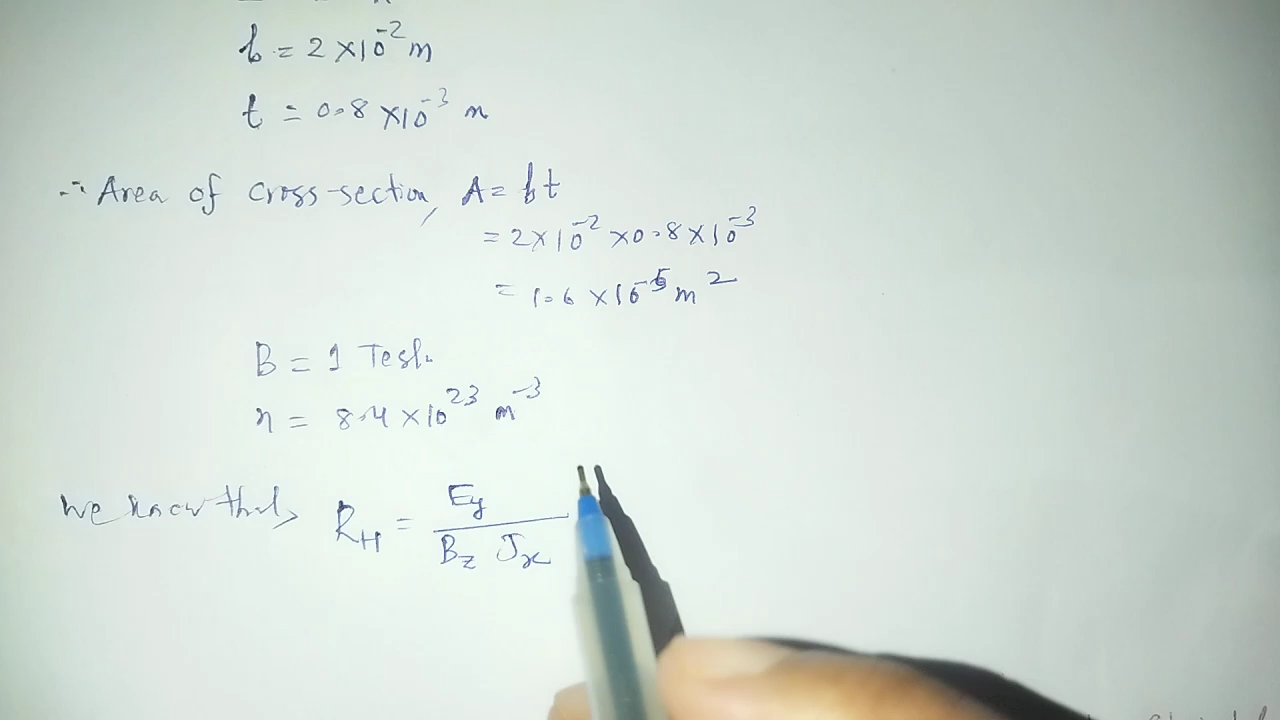 b = 2 × 10⁻² m
t = 0.8 × 10⁻³ m
∴ Area of cross-section, A = bt
= 2 × 10⁻² × 0.8 × 10⁻³
= 1.6 × 10⁻⁵ m²
B = 1 Tesla
n = 8.4 × 10²³ m⁻³
We know that, R_H = E_y / B_z J_x